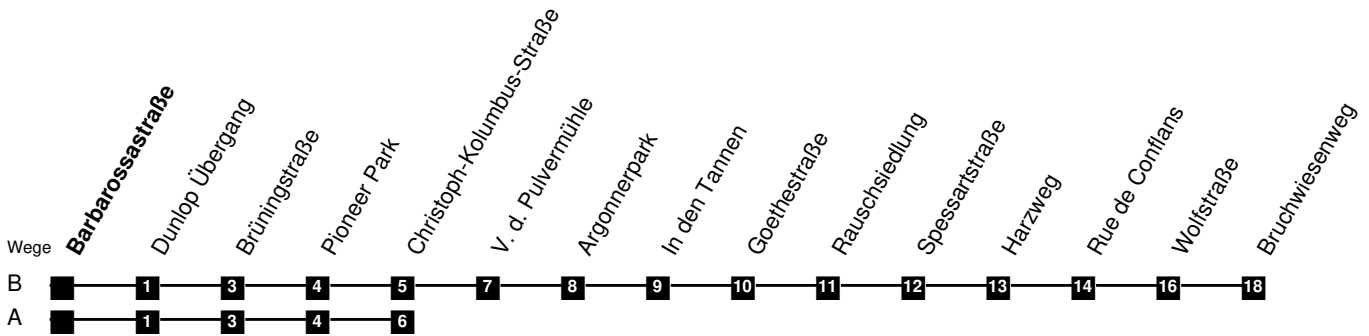 Barbarossastraße
Dunlop Übergang
Brüningstraße
Pioneer Park
Christoph-Kolumbus-Straße
V. d. Pulvermühle
Argonnerpark
In den Tannen
Goethestraße
Rauschsiedlung
Spessartstraße
Harzweg
Rue de Conflans
Wolfstraße
Bruchwiesenweg
Wege
B 1 3 4 5 7 8 9 10 11 12 13 14 16 18
A 1 3 4 6